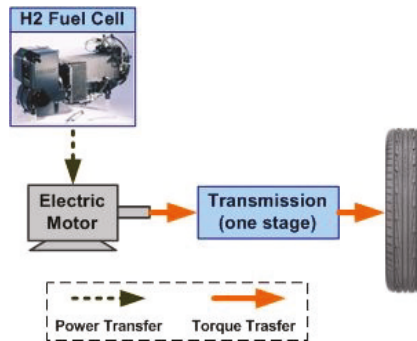 H2 Fuel Cell
Electric
Motor
Transmission
(one stage)
Power Transfer
Torque Trasfer